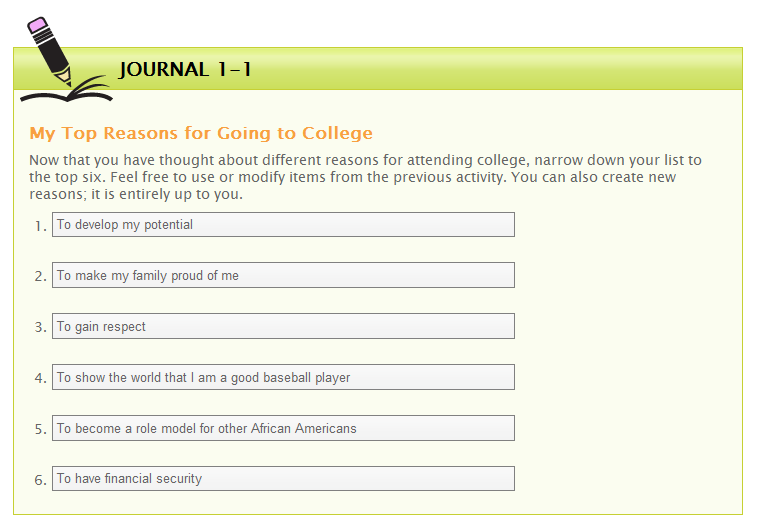 JOURNAL 1-1
My Top Reasons for Going to College
Now that you have thought about different reasons for attending college, narrow down your list to
the top six. Feel free to use or modify items from the previous activity. You can also create new
reasons; it is entirely up to you.
1. To develop my potential
2. To make my family proud of me
3. To gain respect
4. To show the world that I am a good baseball player
5. To become a role model for other African Americans
6. To have financial security